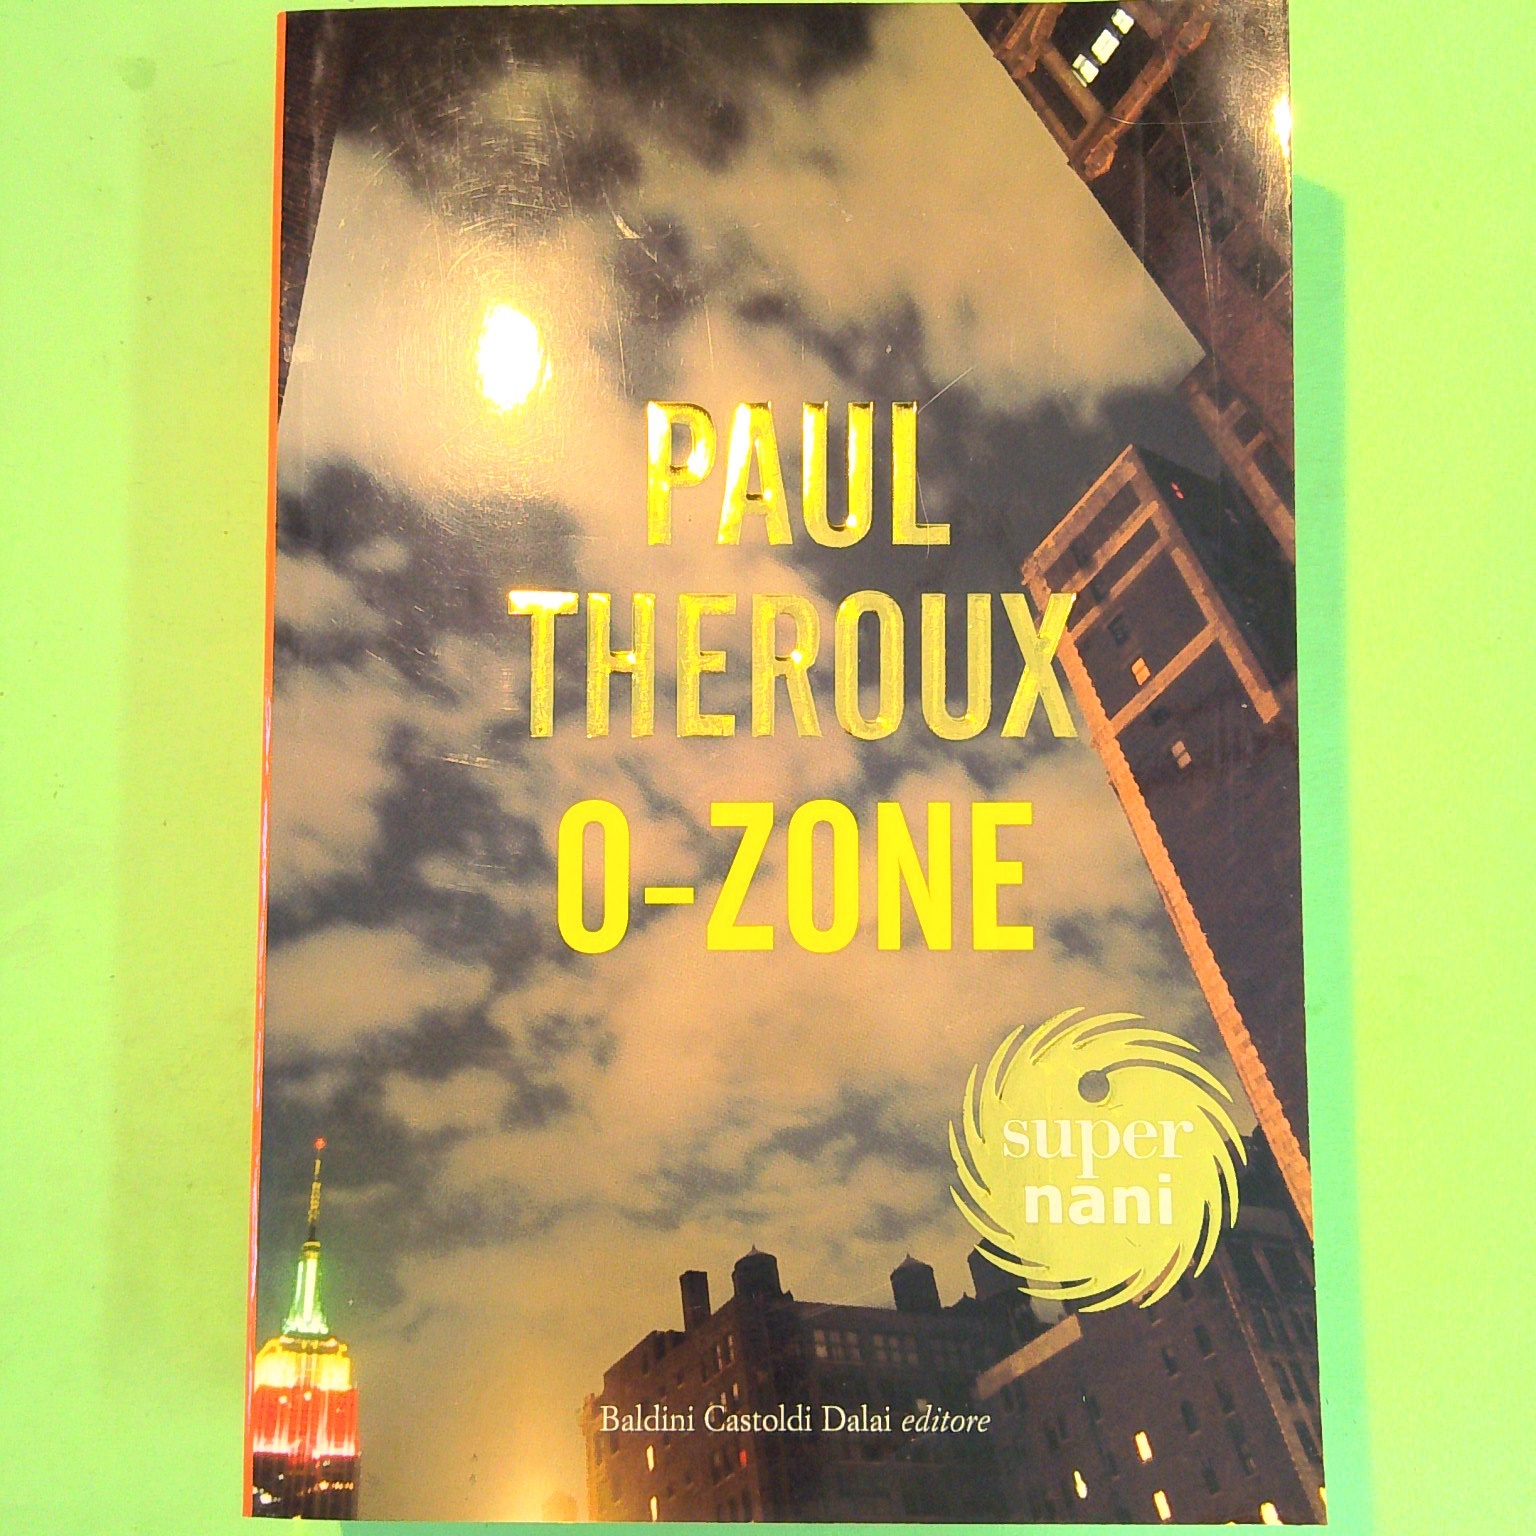 PAUL
THEROUX
O-ZONE
super
nani
Baldini Castoldi Dalai editore